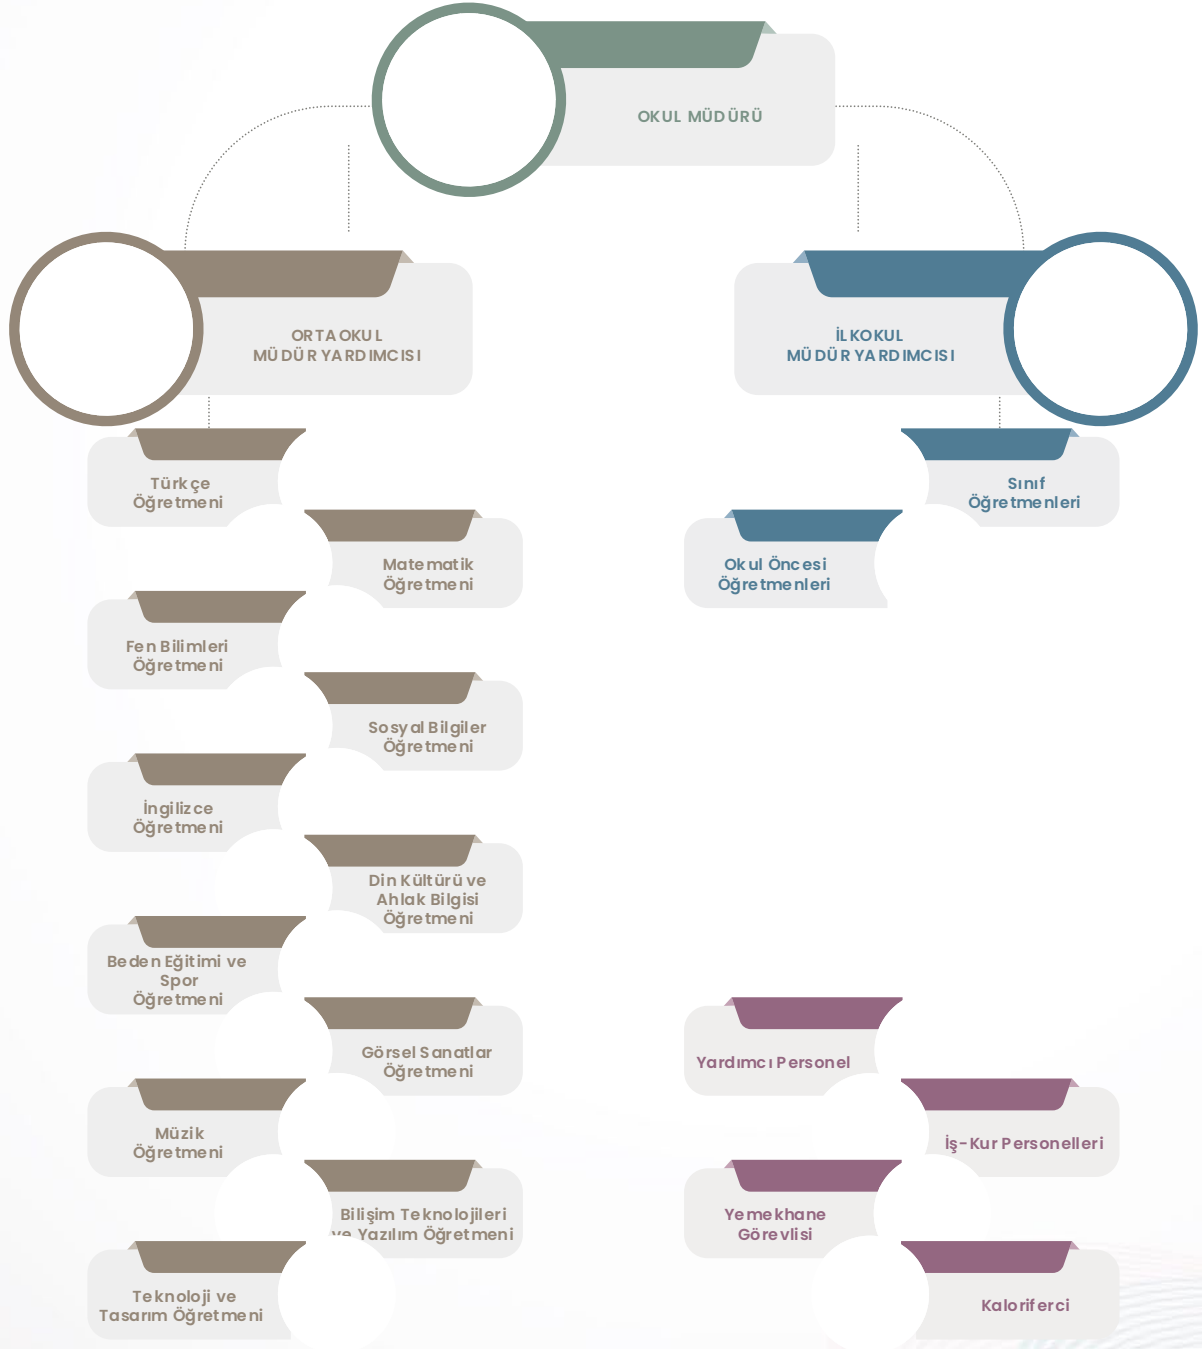 OKUL MÜDÜRÜ
ORTAOKUL
MÜDÜR YARDIMCISI
İLKOKUL
MÜDÜR YARDIMCISI
Türkçe
Öğretmeni
Matematik
Öğretmeni
Fen Bilimleri
Öğretmeni
Sosyal Bilgiler
Öğretmeni
İngilizce
Öğretmeni
Din Kültürü ve
Ahlak Bilgisi
Öğretmeni
Beden Eğitimi ve
Spor
Öğretmeni
Görsel Sanatlar
Öğretmeni
Müzik
Öğretmeni
Bilişim Teknolojileri
ve Yazılım Öğretmeni
Teknoloji ve
Tasarım Öğretmeni
Sınıf
Öğretmenleri
Okul Öncesi
Öğretmenleri
Yardımcı Personel
İş-Kur Personelleri
Yemekhane
Görevlisi
Kaloriferci